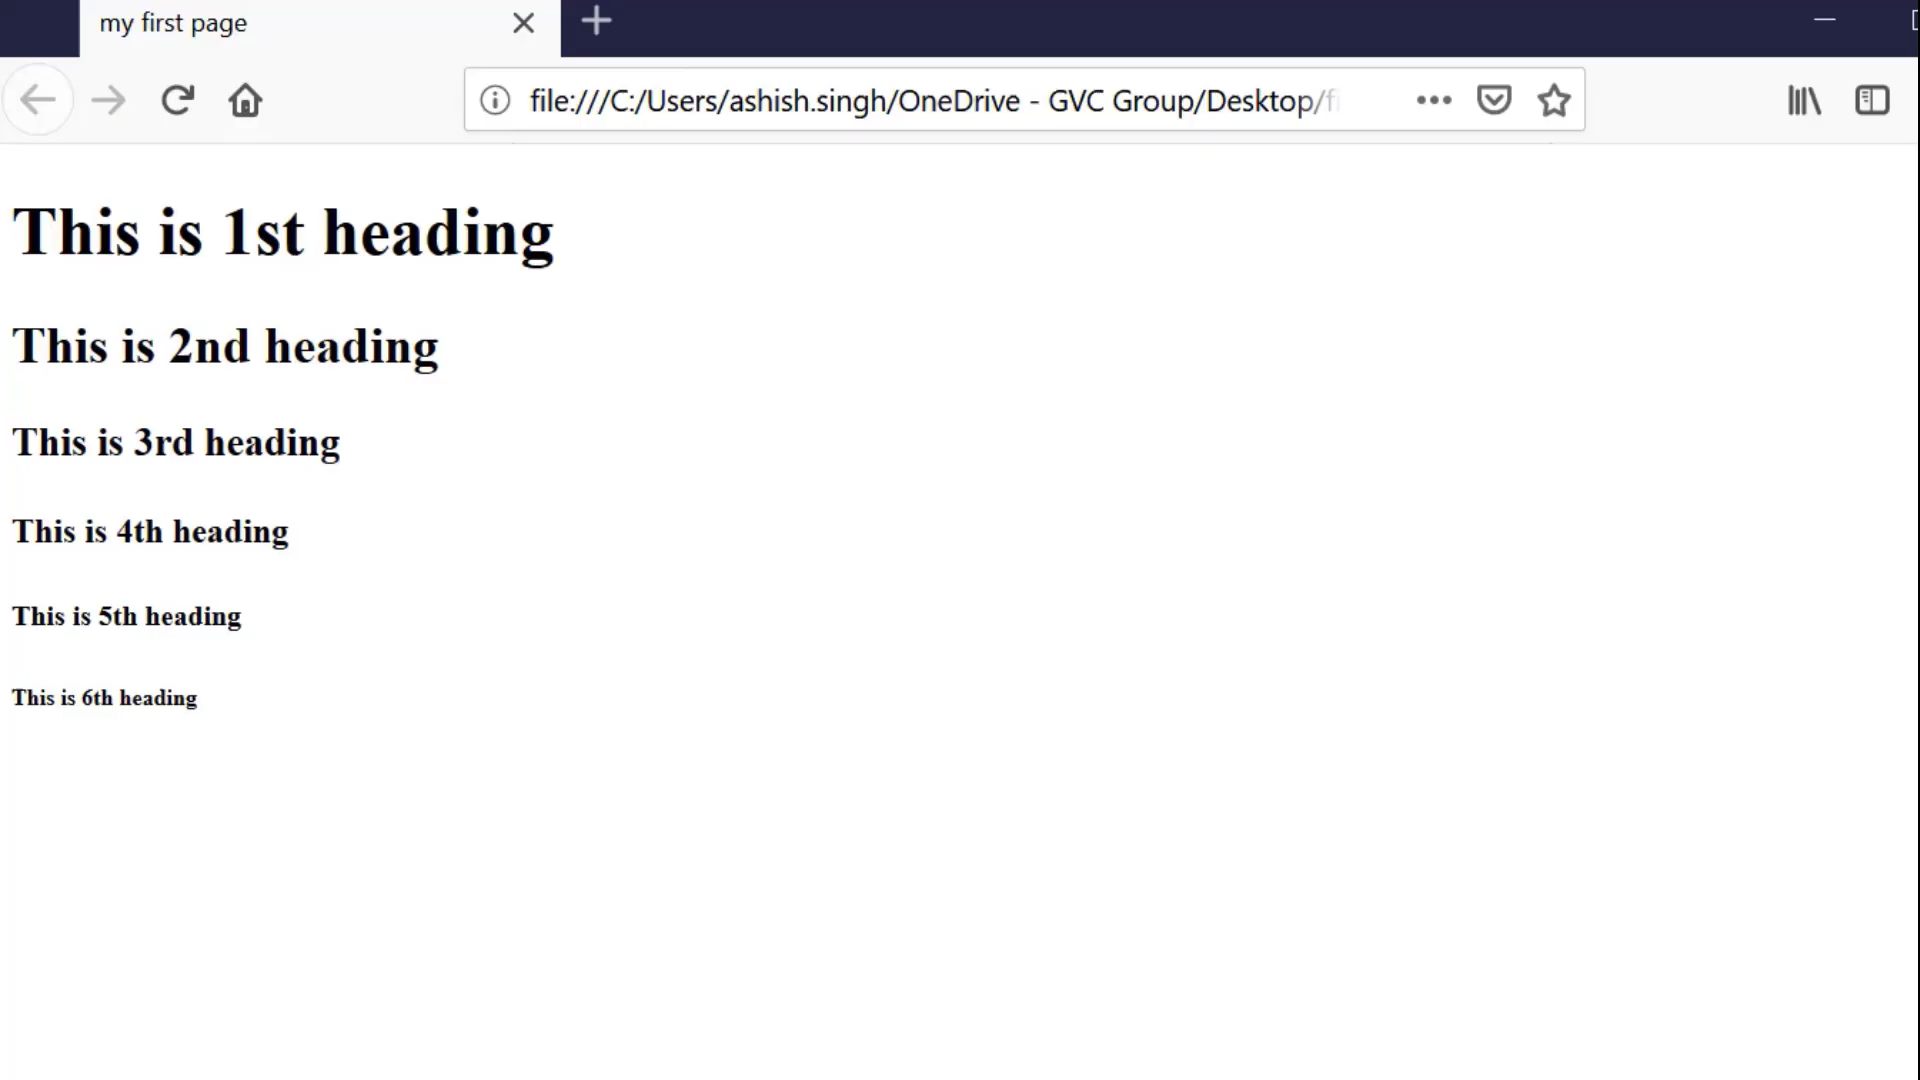 my first page
file:///C:/Users/ashish.singh/OneDrive - GVC Group/Desktop/
This is 1st heading
This is 2nd heading
This is 3rd heading
This is 4th heading
This is 5th heading
This is 6th heading